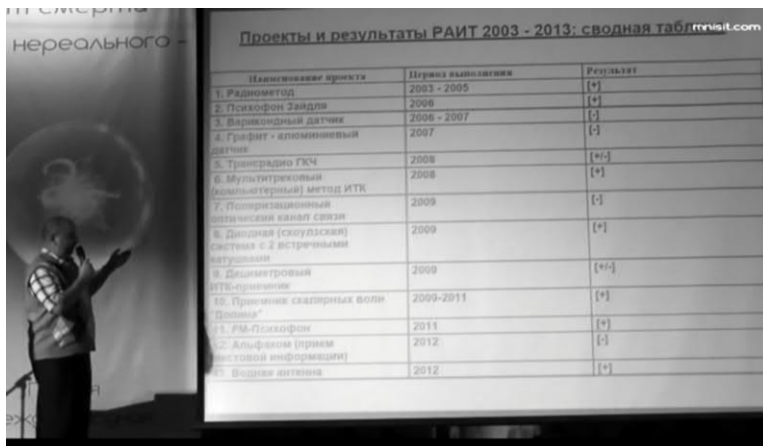 нереального -
mnisit.com
Проекты и результаты РАИТ 2003 - 2013: сводная
Наименование проекта Период выполнения Результат
1. Радиометод 2003 - 2005 [+]
2. Психофон Зайдля 2006 [+]
3. Варикондный датчик 2006 - 2007 [-]
4. Графит - алюминиевый 2007 [-]
датчик
5. Трансрадио ГКЧ 2008 [+/-]
6. Мультитрековый 2008 [+]
(компьютерный) метод ИТК
7. Поляризационный 2009 [-]
оптический канал связи
8. Диодная (скоулзская) 2009 [+]
система с 2 встречными
катушками
9. Дециметровый 2009 [+/-]
ИТК-приемник
10. Приемник скалярных волн 2009-2011 [+]
"Долина"
11. FM-Психофон 2011 [+]
12. Альфаком (прием 2012 [-]
текстовой информации)
13. Водная антенна 2012 [+]